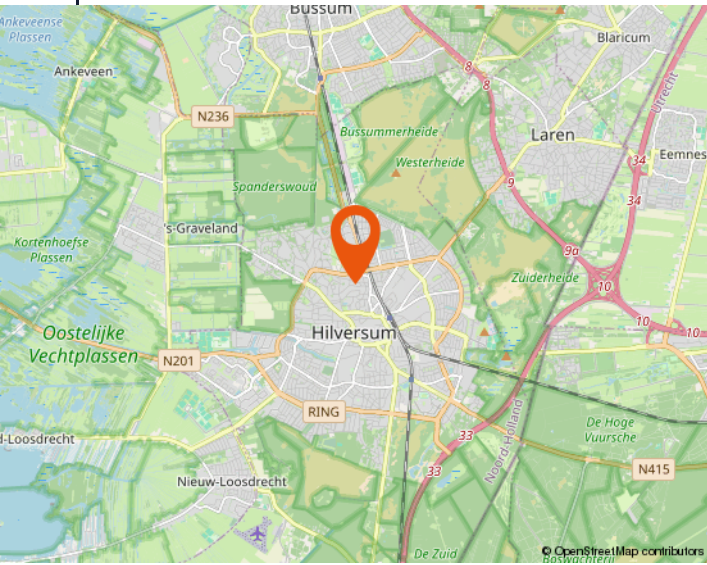 Bussum
Ankeveense
Plassen
Blaricum
Ankeveen
8
8
Utrecht
N236
Bussummerheide
Laren
Westerheide
34
Eemnes
Spanderswoud
9
34
's-Graveland
Kortenhoefse
Plassen
9a
Zuiderheide
10
10
10
Oostelijke
Vechtplassen
Hilversum
N201
RING
De Hoge
Vuursche
d-Loosdrecht
33
Noord-Holland
33
N415
Nieuw-Loosdrecht
De Zuid
© OpenStreetMap contributors